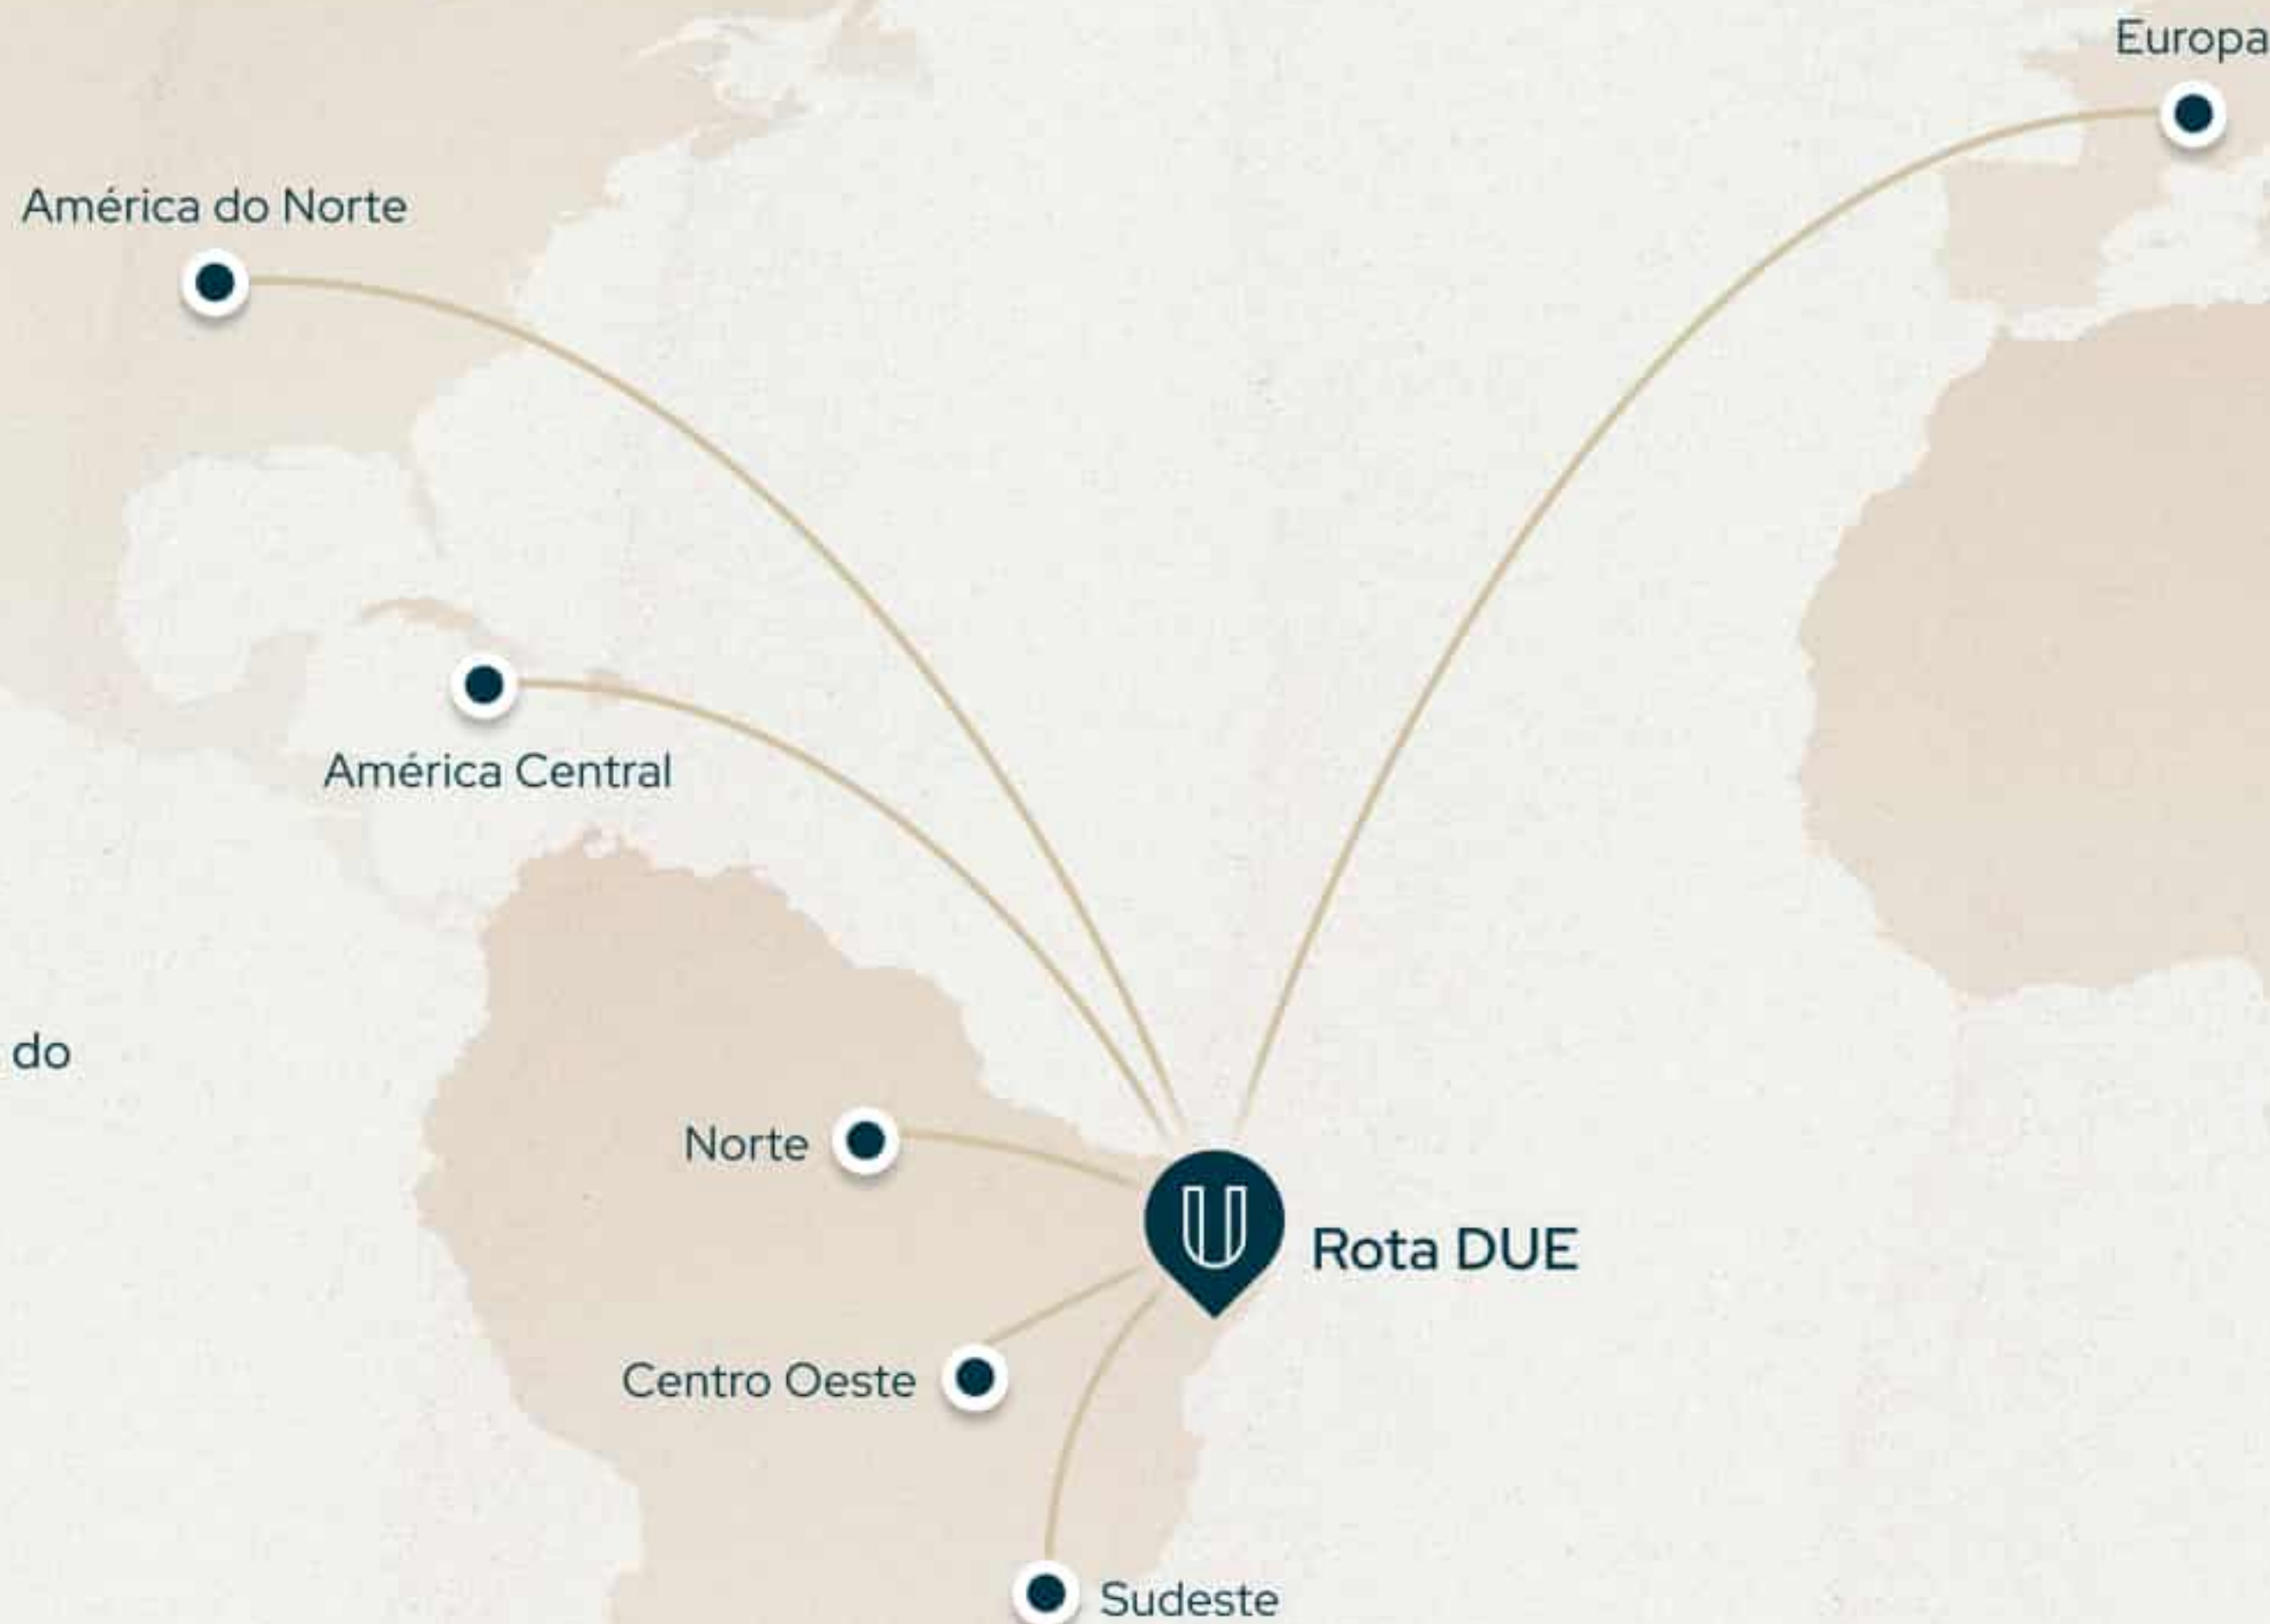 Europa
América do Norte
América Central
do
Norte
U
Rota DUE
Centro Oeste
Sudeste